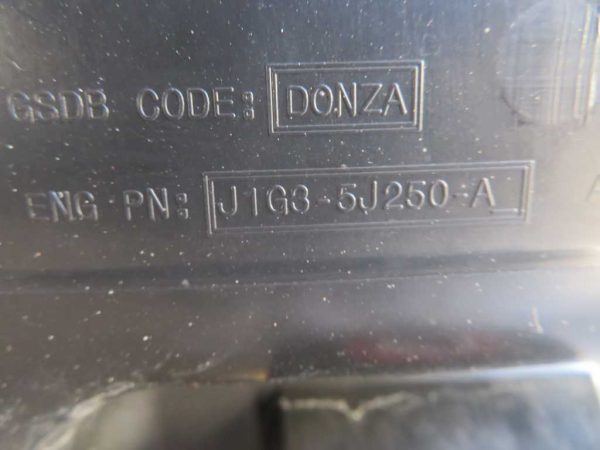 GSDB CODE: DONZA
ENG PN: J1G3-5J250-A